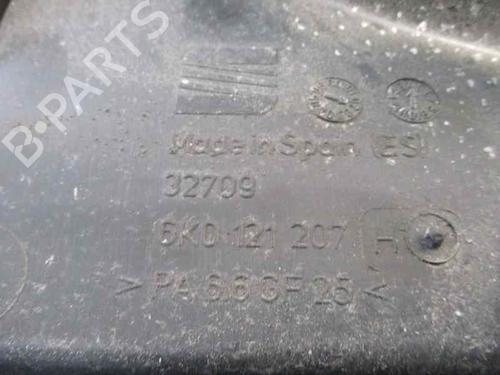 B-PARTS
Made in Spain (ES)
32709
6K0 121 207 H
> PA 6.6 GF 25 <